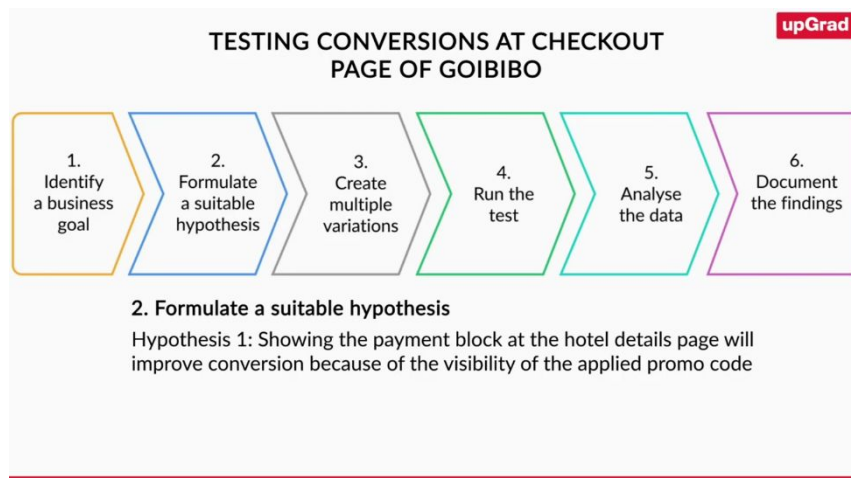 upGrad
TESTING CONVERSIONS AT CHECKOUT
PAGE OF GOIBIBO
1.
Identify
a business
goal
2.
Formulate
a suitable
hypothesis
3.
Create
multiple
variations
4.
Run the
test
5.
Analyse
the data
6.
Document
the findings
2. Formulate a suitable hypothesis
Hypothesis 1: Showing the payment block at the hotel details page will
improve conversion because of the visibility of the applied promo code